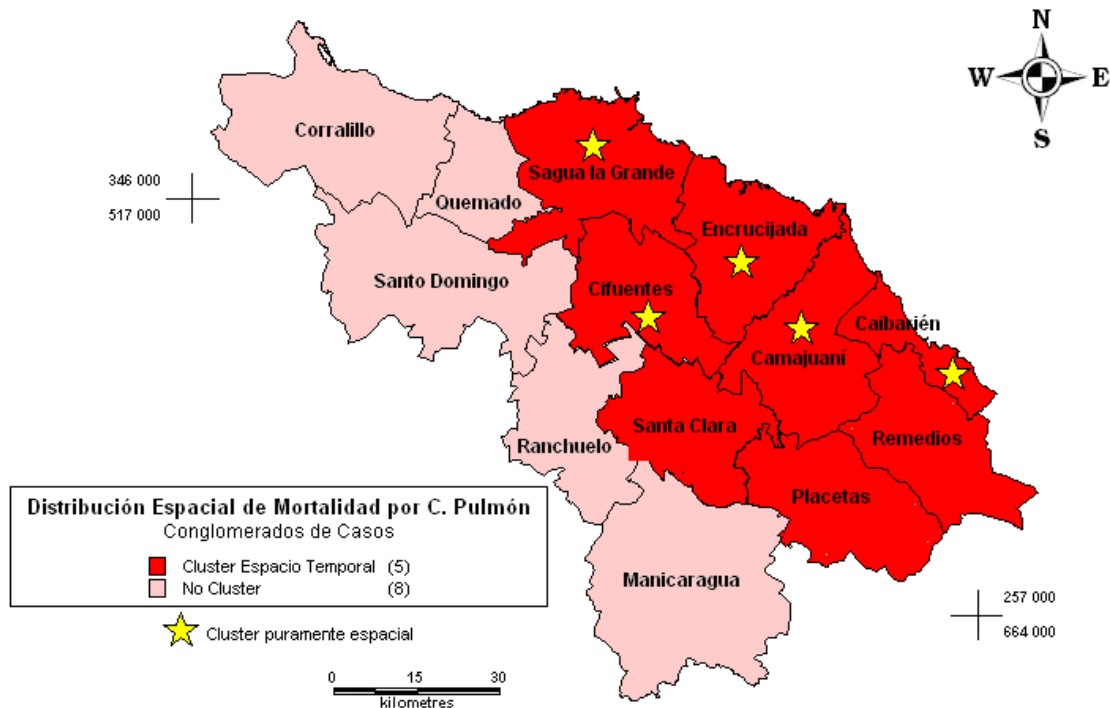 N
W E
S
Corralillo
346 000
517 000
Quemado
Sagua la Grande
Encrucijada
Santo Domingo
Cifuentes
Caibarién
Camajuaní
Santa Clara
Remedios
Ranchuelo
Placetas
Manicaragua
Distribución Espacial de Mortalidad por C. Pulmón
Conglomerados de Casos
Cluster Espacio Temporal (5)
No Cluster (8)
Cluster puramente espacial
257 000
664 000
0 15 30
kilometres